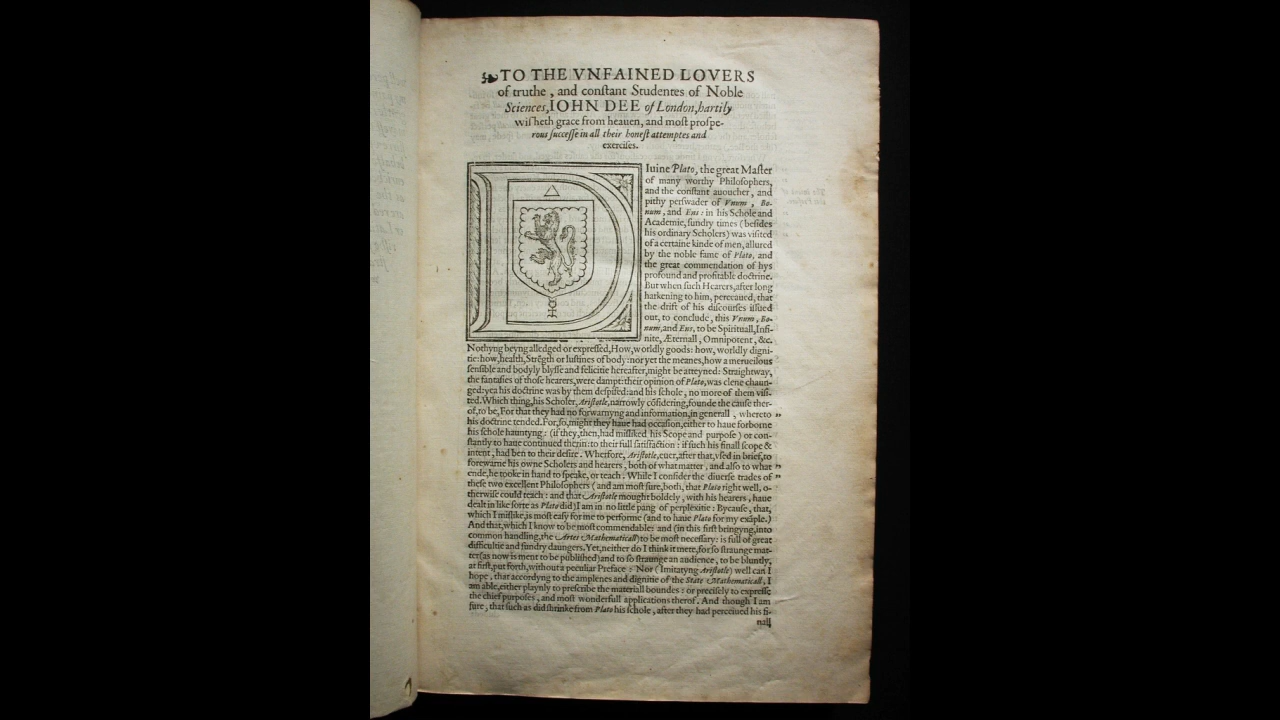 TO THE VNFAINED LOVERS
of truthe, and conſtant Studentes of Noble
Sciences, IOHN DEE of London, hartily
wiſheth grace from heauen, and moſt proſpe-
rous ſucceſſe in all their honeſt attemptes and
exerciſes.
D
Iuine Plato, the great Maſter
of many worthy Philoſophers,
and the conſtant auoucher, and
pithy perſwader of Vnum, Bo-
num, and Ens: in his Schole and
Academie, ſundry times (beſides
his ordinary Scholers) was viſited
of a certaine kinde of men, allured
by the noble fame of Plato, and
the great commendation of hys
profound and profitable doctrine.
But when ſuch Hearers, after long
harkening to him, perceaued, that
the drift of his diſcourſes iſſued
out, to conclude, this Vnum, Bo-
num, and Ens, to be Spirituall, Infi-
nite, Æternall, Omnipotent, &c.
Nothyng beyng alledged or expreſſed, How, worldly goods: how, worldly digni-
tie: how, health, Strẽgth or luſtines of body: nor yet the meanes, how a merueilous
ſenſible and bodyly blyſſe and felicitie hereafter, might be atteyned: Straightway,
the fantaſies of thoſe hearers, were dampt: their opinion of Plato, was clene chaun-
ged: yea his doctrine was by them deſpiſed: and his ſchole, no more of them viſi-
ted. Which thing, his Scholer, Ariſtotle, narrowly cõſidering, founde the cauſe ther-
of, to be, For that they had no forwarnyng and information, in generall, whereto „
his doctrine tended. For, ſo, might they haue had occaſion, either to haue forborne
his ſchole hauntyng: (if they, then, had miſliked his Scope and purpoſe) or con-
ſtantly to haue continued therin: to their full ſatiſfaction: if ſuch his finall ſcope &
intent, had ben to their deſire. Wherfore, Ariſtotle, euer, after that, vſed in brief, to
forewarne his owne Scholers and hearers, both of what matter, and alſo to what „
ende, he tooke in hand to ſpeake, or teach. While I conſider the diuerſe trades of „
theſe two excellent Philoſophers (and am moſt ſure, both, that Plato right well, o-
therwiſe could teach: and that Ariſtotle mought boldely, with his hearers, haue
dealt in like ſorte as Plato did) I am in no little pang of perplexitie: Bycauſe, that,
which I miſlike, is moſt eaſy for me to performe (and to haue Plato for my exãple.)
And that, which I know to be moſt commendable: and (in this firſt bringyng, into
common handling, the Artes Mathematicall) to be moſt neceſſary: is full of great
difficultie and ſundry daungers. Yet, neither do I think it mete, for ſo ſtraunge mat-
ter (as now is ment to be publiſhed) and to ſo ſtraunge an audience, to be bluntly,
at firſt, put forth, without a peculiar Preface: Nor (Imitatyng Ariſtotle) well can I
hope, that accordyng to the amplenes and dignitie of the State Mathematicall, I
am able, either playnly to preſcribe the materiall boundes: or preciſely to expreſſe
the chief purpoſes, and moſt wonderfull applications therof. And though I am
ſure, that ſuch as did ſhrinke from Plato his ſchole, after they had perceiued his fi-
nall